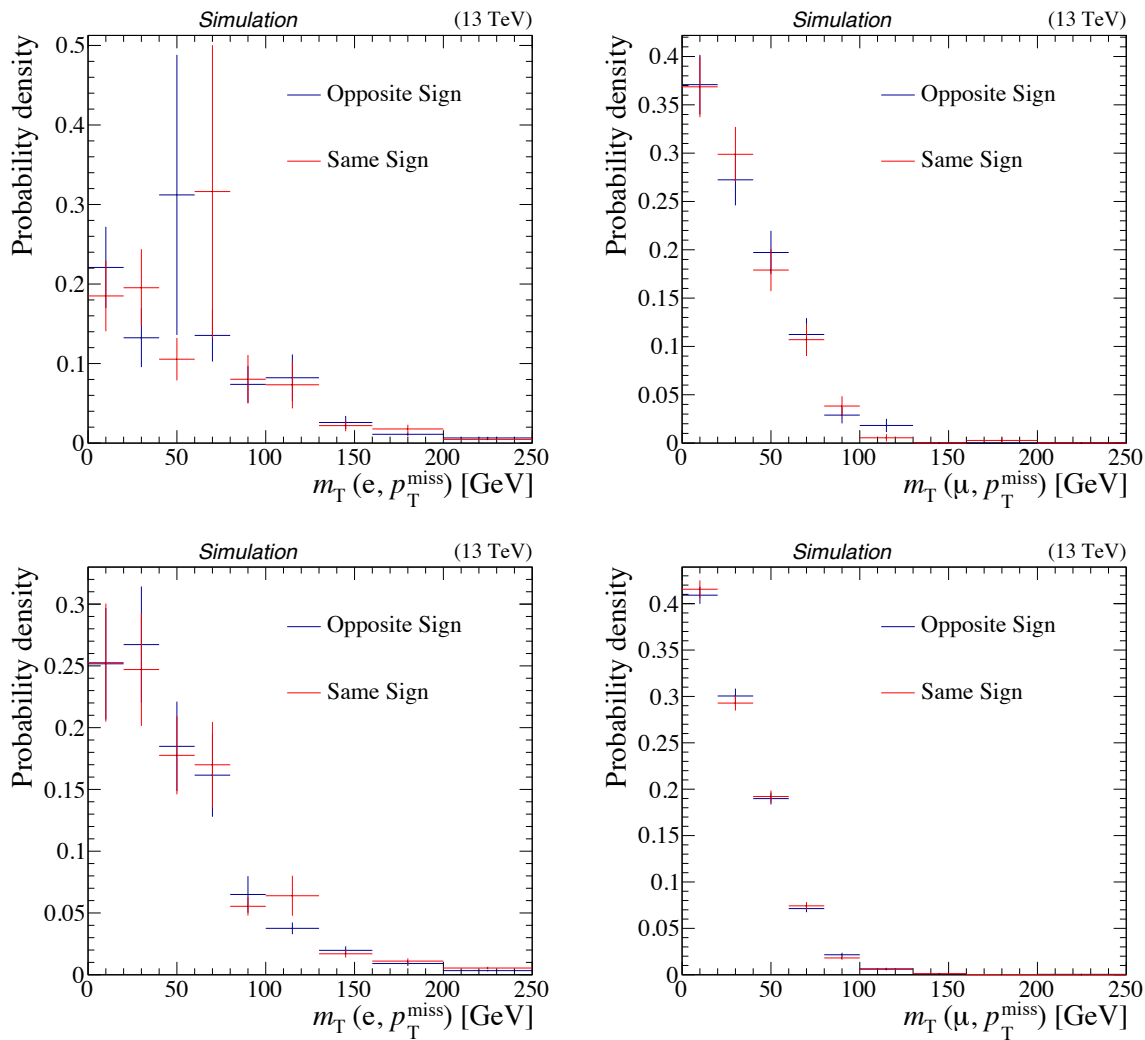 Simulation (13 TeV)
Probability density
0.5
0.4
0.3
0.2
0.1
0
Opposite Sign
Same Sign
0 50 100 150 200 250
m_T (e, p_T^miss) [GeV]
Simulation (13 TeV)
Probability density
0.4
0.35
0.3
0.25
0.2
0.15
0.1
0.05
0
Opposite Sign
Same Sign
0 50 100 150 200 250
m_T (μ, p_T^miss) [GeV]
Simulation (13 TeV)
Probability density
0.3
0.25
0.2
0.15
0.1
0.05
0
Opposite Sign
Same Sign
0 50 100 150 200 250
m_T (e, p_T^miss) [GeV]
Simulation (13 TeV)
Probability density
0.4
0.35
0.3
0.25
0.2
0.15
0.1
0.05
0
Opposite Sign
Same Sign
0 50 100 150 200 250
m_T (μ, p_T^miss) [GeV]